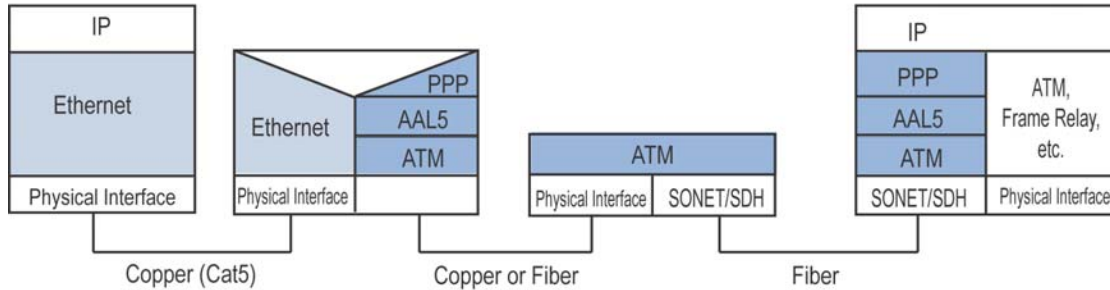 IP
Ethernet
Physical Interface
Ethernet
PPP
AAL5
ATM
Physical Interface
ATM
Physical Interface
SONET/SDH
IP
PPP
AAL5
ATM
SONET/SDH
ATM,
Frame Relay,
etc.
Physical Interface
Copper (Cat5)
Copper or Fiber
Fiber